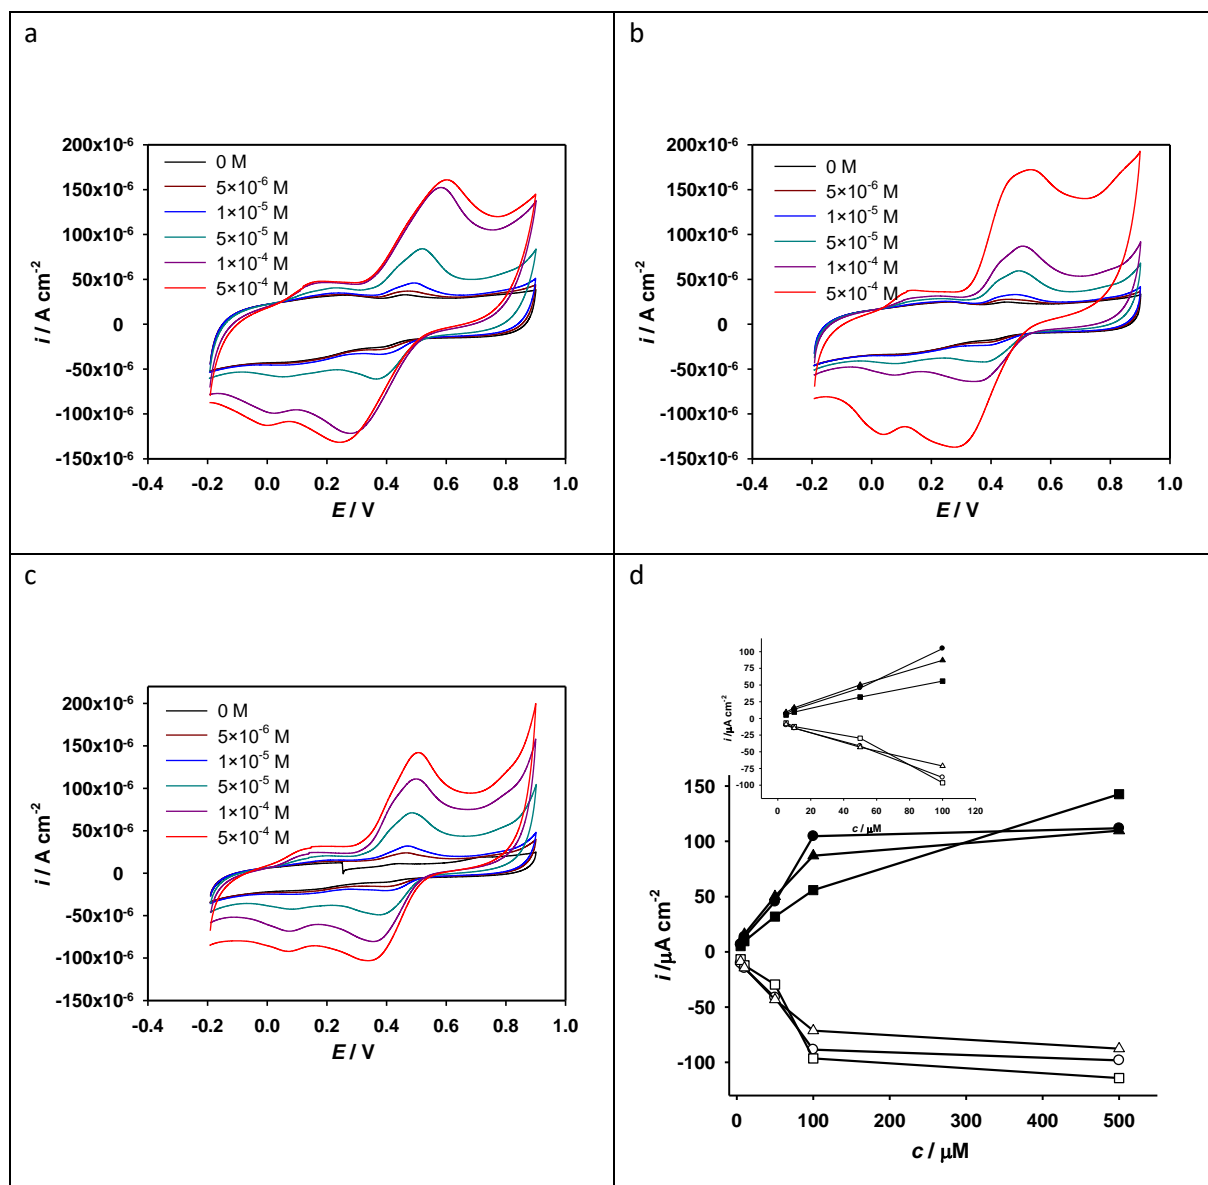 a
200x10⁻⁶
150x10⁻⁶
100x10⁻⁶
50x10⁻⁶
0
-50x10⁻⁶
-100x10⁻⁶
-150x10⁻⁶
0 M
5×10⁻⁶ M
1×10⁻⁵ M
5×10⁻⁵ M
1×10⁻⁴ M
5×10⁻⁴ M
i / A cm⁻²
-0.4 -0.2 0.0 0.2 0.4 0.6 0.8 1.0
E / V
b
200x10⁻⁶
150x10⁻⁶
100x10⁻⁶
50x10⁻⁶
0
-50x10⁻⁶
-100x10⁻⁶
-150x10⁻⁶
0 M
5×10⁻⁶ M
1×10⁻⁵ M
5×10⁻⁵ M
1×10⁻⁴ M
5×10⁻⁴ M
i / A cm⁻²
-0.4 -0.2 0.0 0.2 0.4 0.6 0.8 1.0
E / V
c
200x10⁻⁶
150x10⁻⁶
100x10⁻⁶
50x10⁻⁶
0
-50x10⁻⁶
-100x10⁻⁶
-150x10⁻⁶
0 M
5×10⁻⁶ M
1×10⁻⁵ M
5×10⁻⁵ M
1×10⁻⁴ M
5×10⁻⁴ M
i / A cm⁻²
-0.4 -0.2 0.0 0.2 0.4 0.6 0.8 1.0
E / V
d
100
75
50
25
0
-25
-50
-75
-100
i /µA cm⁻²
0 20 40 60 80 100 120
c / µM
150
100
50
0
-50
-100
i /µA cm⁻²
0 100 200 300 400 500
c / µM